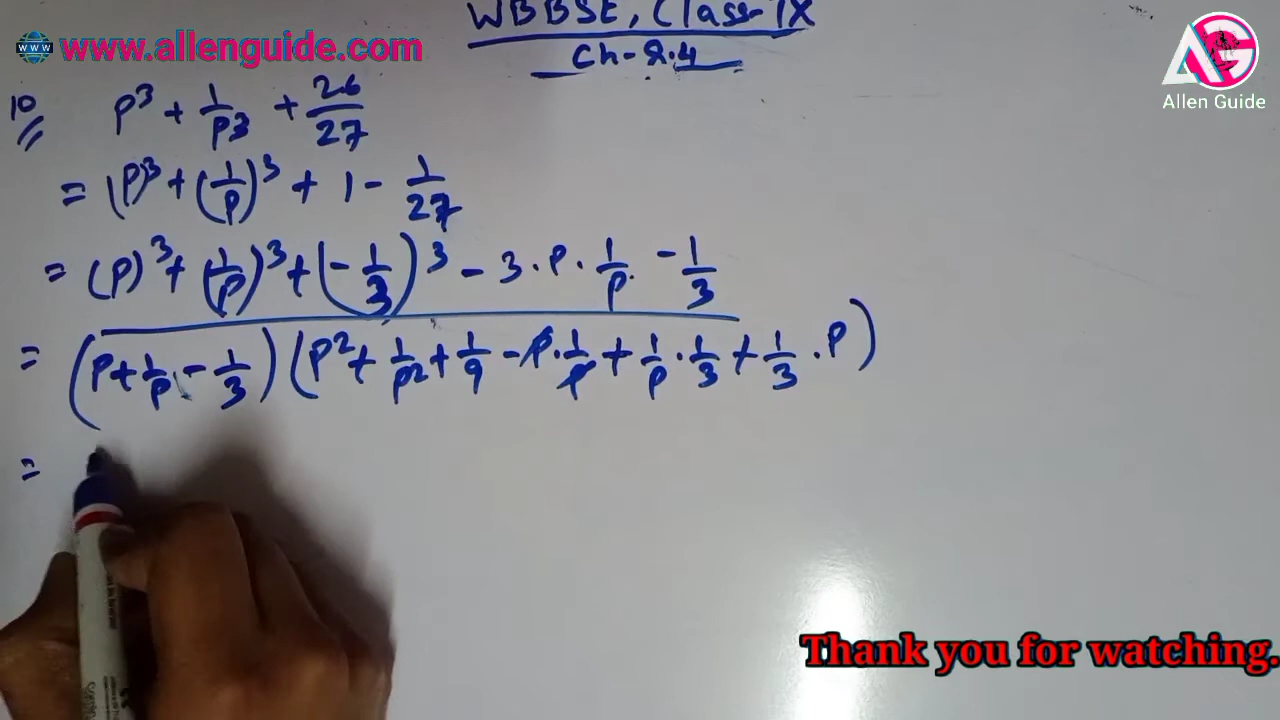 WBBSE, Class IX
www.allenguide.com
Ch-8.4
AG
Allen Guide
10 p³ + 1/p³ + 26/27
= (p)³ + (1/p)³ + 1 - 1/27
= (p)³ + (1/p)³ + (-1/3)³ - 3 · p · 1/p · -1/3
= (p + 1/p - 1/3) (p² + 1/p² + 1/9 - p · 1/p + 1/p · 1/3 + 1/3 · p)
=
Thank you for watching.